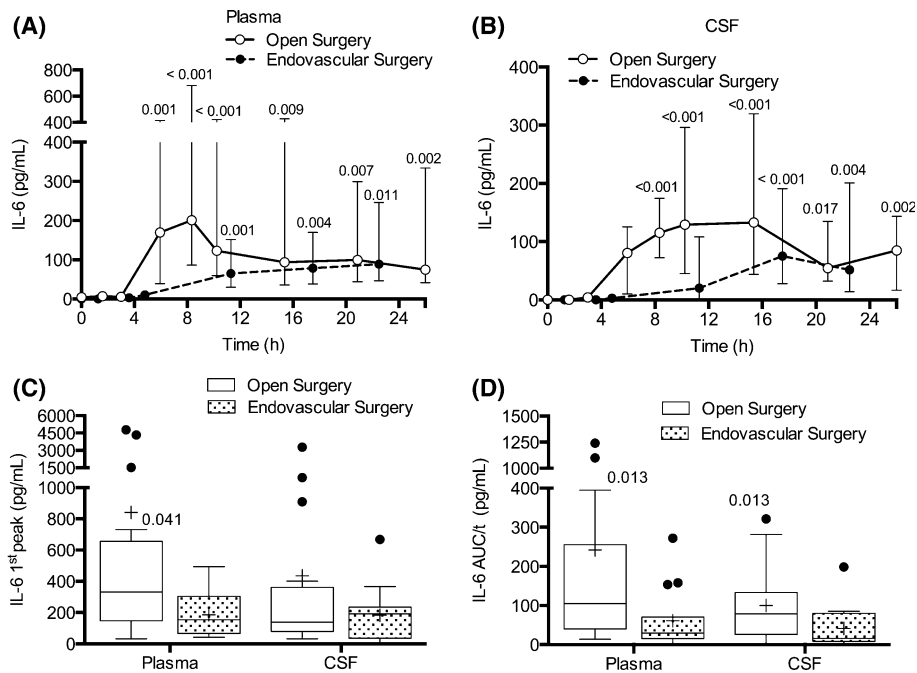 (A)
Plasma
Open Surgery
Endovascular Surgery
800
600
400
400
300
200
100
0
IL-6 (pg/mL)
0.001
< 0.001
< 0.001
0.009
0.007
0.002
0.011
0.001
0.004
0 4 8 12 16 20 24
Time (h)
(B)
CSF
Open Surgery
Endovascular Surgery
400
300
200
100
0
IL-6 (pg/mL)
<0.001
<0.001
<0.001
< 0.001
0.004
0.017
0.002
0 4 8 12 16 20 24
Time (h)
(C)
Open Surgery
Endovascular Surgery
6000
4500
3000
1500
1000
800
600
400
200
0
IL-6 1st peak (pg/mL)
0.041
Plasma CSF
(D)
Open Surgery
Endovascular Surgery
1500
1250
1000
400
300
200
100
0
IL-6 AUC/t (pg/mL)
0.013
0.013
Plasma CSF